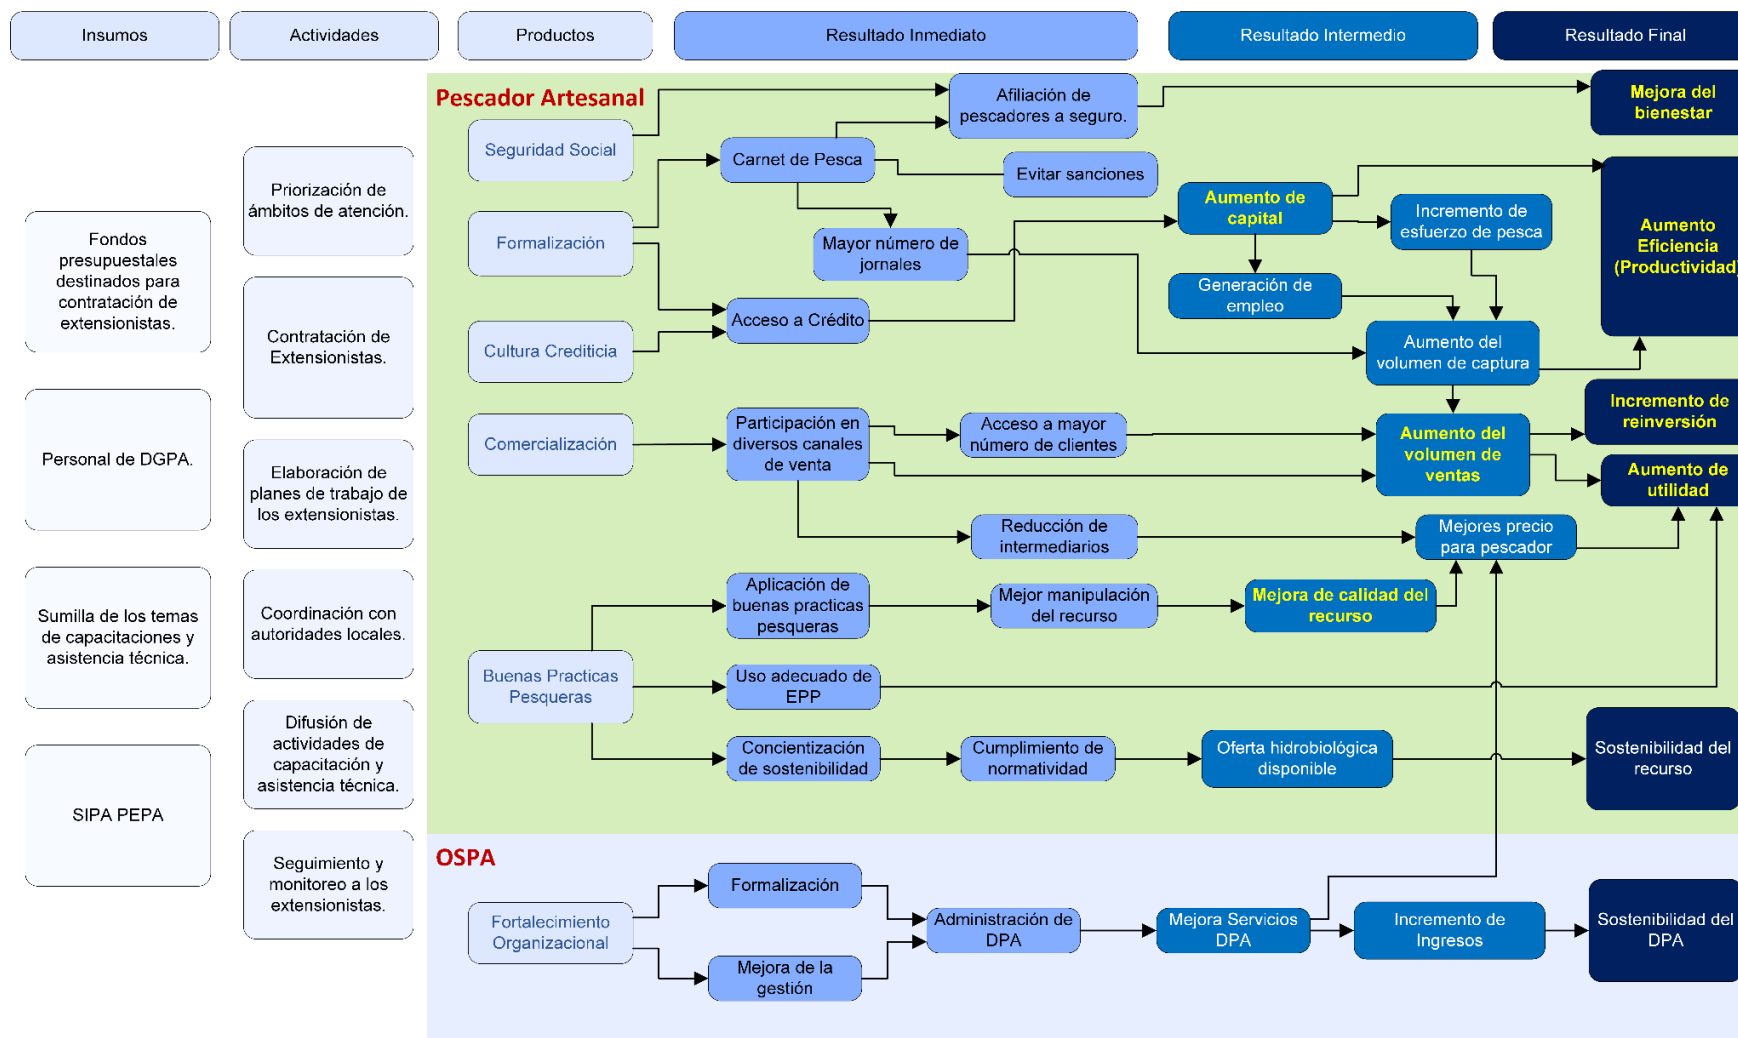 Insumos
Actividades
Productos
Resultado Inmediato
Resultado Intermedio
Resultado Final
Fondos
presupuestales
destinados para
contratación de
extensionistas.
Personal de DGPA.
Sumilla de los temas
de capacitaciones y
asistencia técnica.
SIPA PEPA
Priorización de
ámbitos de atención.
Contratación de
Extensionistas.
Elaboración de
planes de trabajo de
los extensionistas.
Coordinación con
autoridades locales.
Difusión de
actividades de
capacitación y
asistencia técnica.
Seguimiento y
monitoreo a los
extensionistas.
Pescador Artesanal
Seguridad Social
Formalización
Cultura Crediticia
Comercialización
Buenas Practicas
Pesqueras
Afiliación de
pescadores a seguro.
Carnet de Pesca
Evitar sanciones
Mayor número de
jornales
Acceso a Crédito
Participación en
diversos canales
de venta
Acceso a mayor
número de clientes
Reducción de
intermediarios
Aplicación de
buenas practicas
pesqueras
Mejor manipulación
del recurso
Uso adecuado de
EPP
Concientización
de sostenibilidad
Cumplimiento de
normatividad
Aumento de
capital
Incremento de
esfuerzo de pesca
Generación de
empleo
Aumento del
volumen de captura
Aumento del
volumen de
ventas
Mejores precio
para pescador
Mejora de calidad del
recurso
Oferta hidrobiológica
disponible
Mejora del
bienestar
Aumento
Eficiencia
(Productividad)
Incremento de
reinversión
Aumento de
utilidad
Sostenibilidad del
recurso
OSPA
Fortalecimiento
Organizacional
Formalización
Mejora de la
gestión
Administración de
DPA
Mejora Servicios
DPA
Incremento de
Ingresos
Sostenibilidad del
DPA